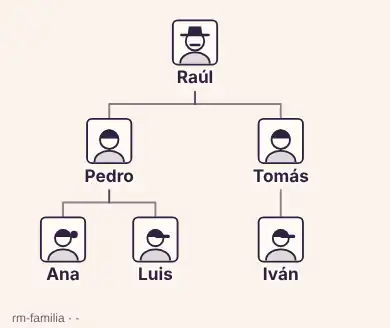 Raúl
Pedro
Tomás
Ana
Luis
Iván
rm-familia - -